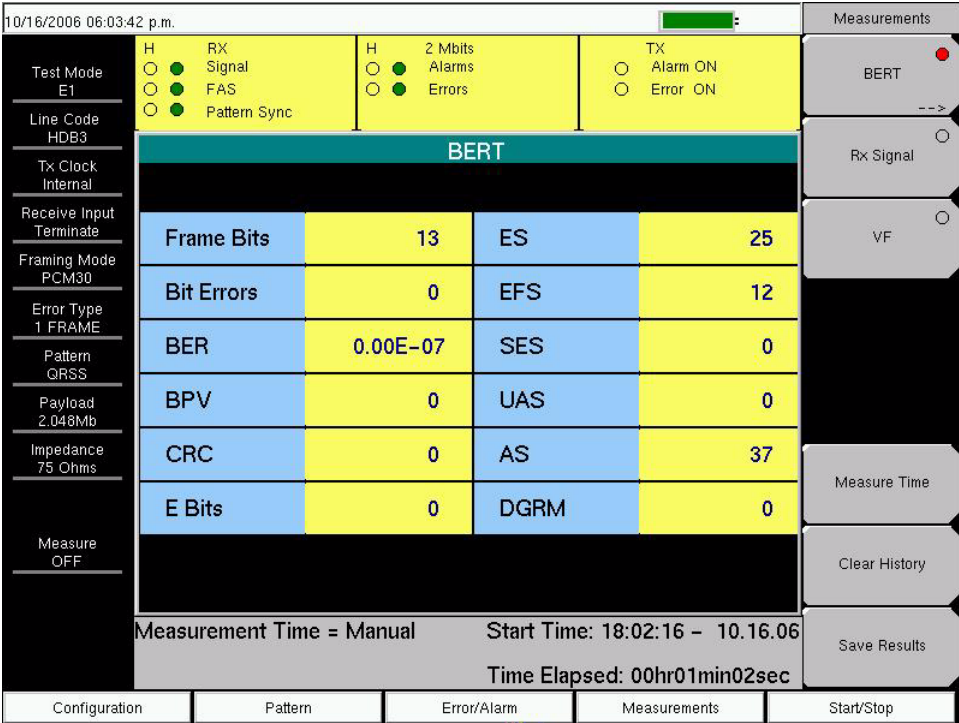 10/16/2006 06:03:42 p.m.
Measurements
Test Mode
E1
Line Code
HDB3
Tx Clock
Internal
Receive Input
Terminate
Framing Mode
PCM30
Error Type
1 FRAME
Pattern
QRSS
Payload
2.048Mb
Impedance
75 Ohms
Measure
OFF
H RX
Signal
FAS
Pattern Sync
H 2 Mbits
Alarms
Errors
TX
Alarm ON
Error ON
BERT
Frame Bits 13 ES 25
Bit Errors 0 EFS 12
BER 0.00E-07 SES 0
BPV 0 UAS 0
CRC 0 AS 37
E Bits 0 DGRM 0
Measurement Time = Manual Start Time: 18:02:16 - 10.16.06
Time Elapsed: 00hr01min02sec
BERT
-->
Rx Signal
VF
Measure Time
Clear History
Save Results
Configuration Pattern Error/Alarm Measurements Start/Stop